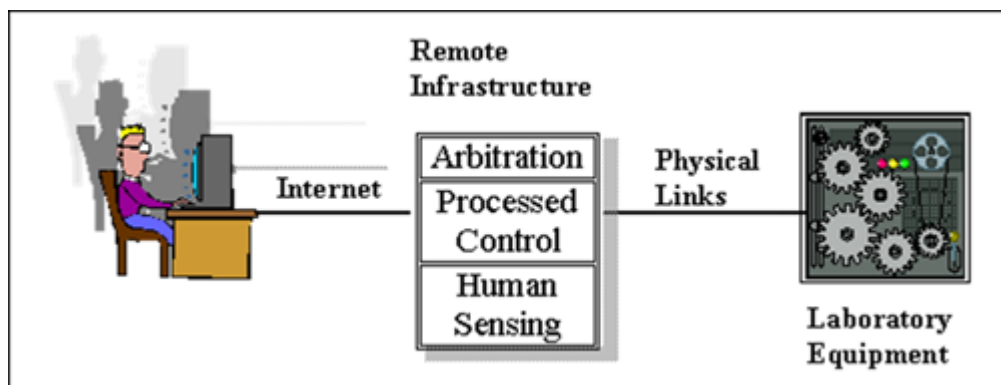 Remote
Infrastructure
Arbitration
Processed
Control
Human
Sensing
Internet
Physical
Links
Laboratory
Equipment